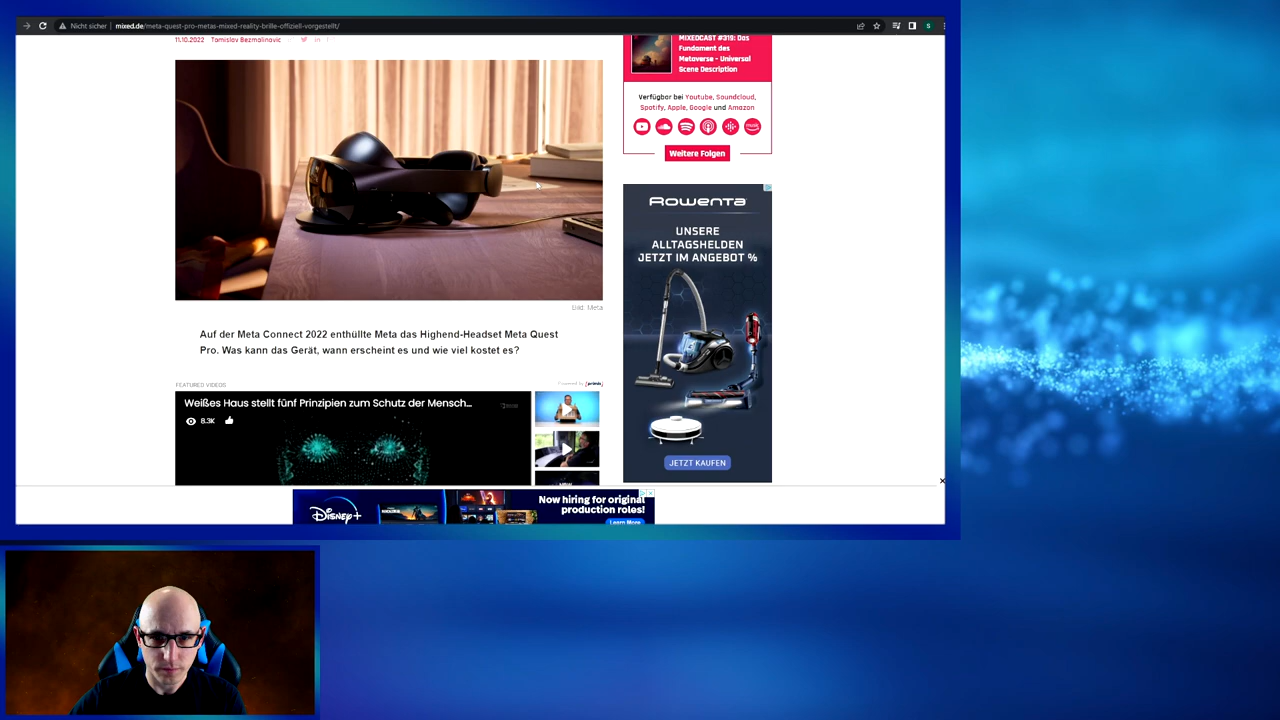 Nicht sicher
mixed.de/meta-quest-pro-metas-mixed-reality-brille-offiziell-vorgestellt/
S
11.10.2022 Tomislav Bezmalinovic
Bild: Meta
Auf der Meta Connect 2022 enthüllte Meta das Highend-Headset Meta Quest
Pro. Was kann das Gerät, wann erscheint es und wie viel kostet es?
FEATURED VIDEOS
Powered by [primis]
Weißes Haus stellt fünf Prinzipien zum Schutz der Mensch...
8.3K
MIXEDCAST #319: Das
Fundament des
Metaverse - Universal
Scene Description
Verfügbar bei Youtube, Soundcloud,
Spotify, Apple, Google und Amazon
Weitere Folgen
Rowenta
UNSERE
ALLTAGSHELDEN
JETZT IM ANGEBOT %
JETZT KAUFEN
Disney+
Now hiring for original
production roles!
Learn More